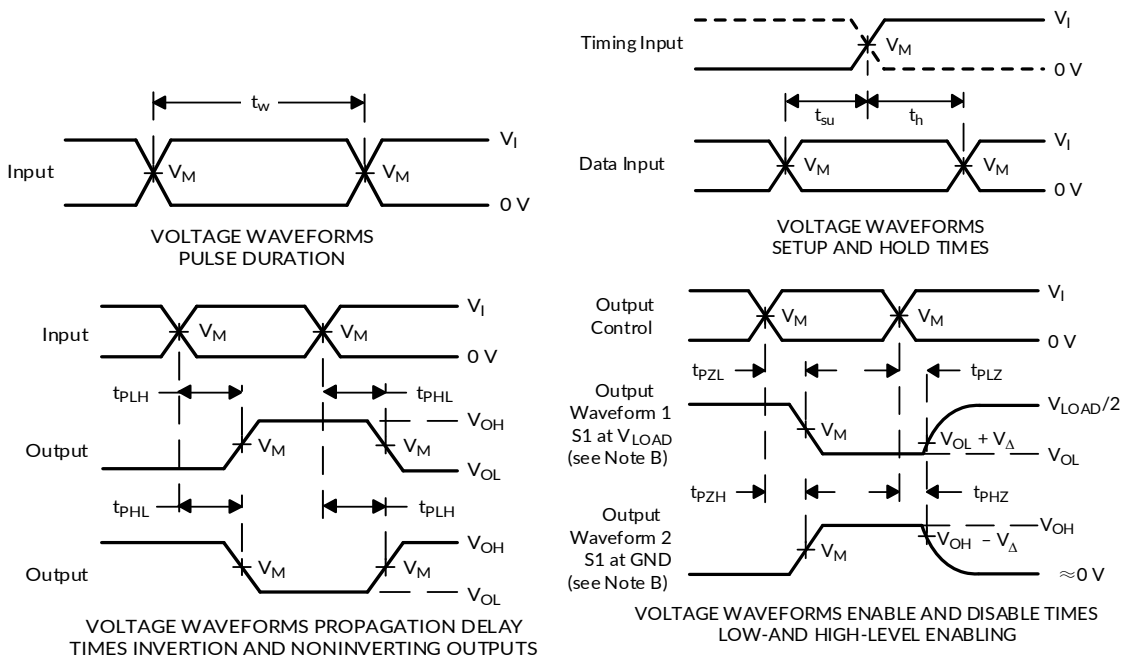 t_w
V_I
Input
V_M
V_M
0 V
VOLTAGE WAVEFORMS
PULSE DURATION
Timing Input
V_I
V_M
0 V
t_su
t_h
Data Input
V_I
V_M
V_M
0 V
VOLTAGE WAVEFORMS
SETUP AND HOLD TIMES
Input
V_I
V_M
V_M
0 V
t_PLH
t_PHL
Output
V_OH
V_M
V_M
V_OL
t_PHL
t_PLH
Output
V_OH
V_M
V_M
V_OL
VOLTAGE WAVEFORMS PROPAGATION DELAY
TIMES INVERTION AND NONINVERTING OUTPUTS
Output
Control
V_I
V_M
V_M
0 V
t_PZL
t_PLZ
Output
Waveform 1
S1 at V_LOAD
(see Note B)
V_LOAD/2
V_M
V_OL + V_Δ
V_OL
t_PZH
t_PHZ
Output
Waveform 2
S1 at GND
(see Note B)
V_OH
V_M
V_OH – V_Δ
≈0 V
VOLTAGE WAVEFORMS ENABLE AND DISABLE TIMES
LOW-AND HIGH-LEVEL ENABLING